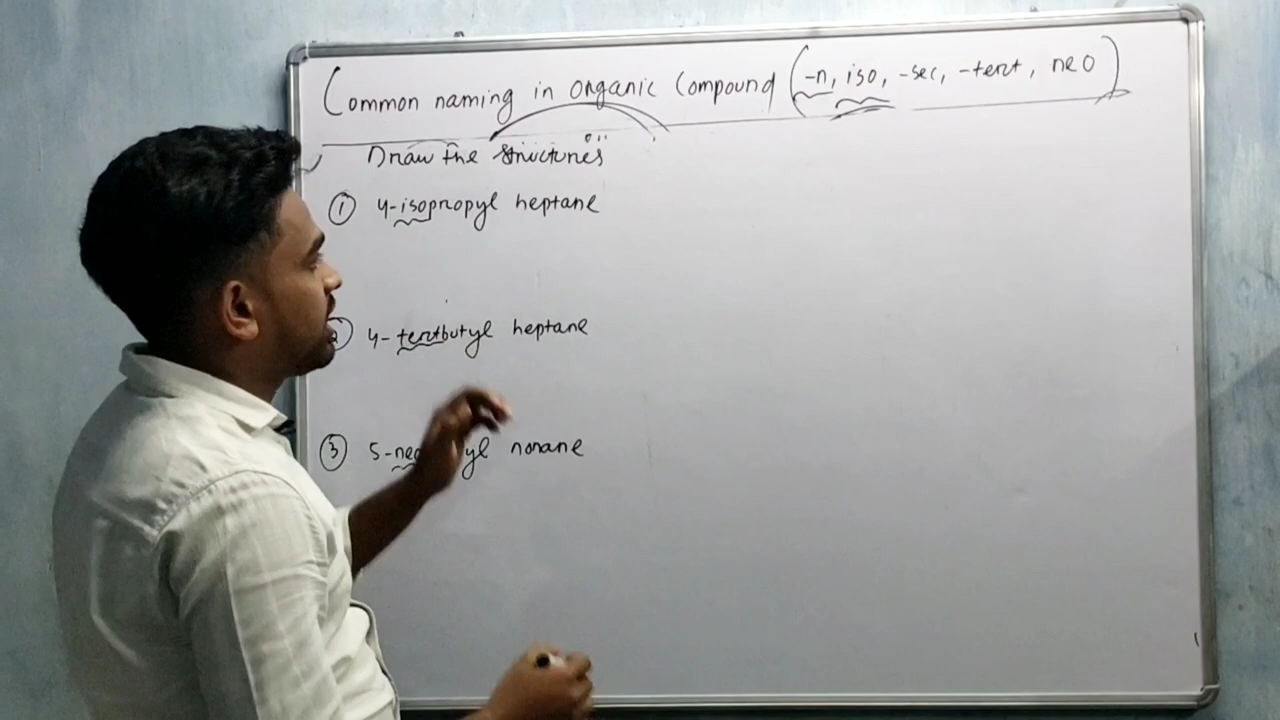 Common naming in organic Compound (-n, iso, -sec, -tert, neo)
Draw the structures
① 4-isopropyl heptane
② 4-tertbutyl heptane
③ 5- nonane